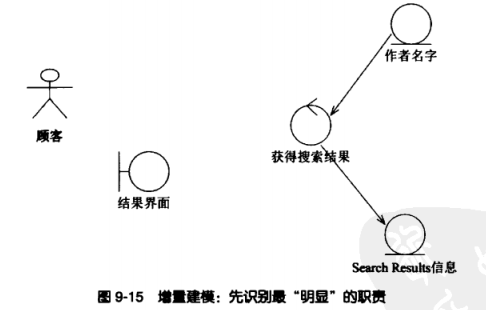 作者名字
顾客
获得搜索结果
结果界面
Search Results信息
图 9-15 增量建模：先识别最“明显”的职责